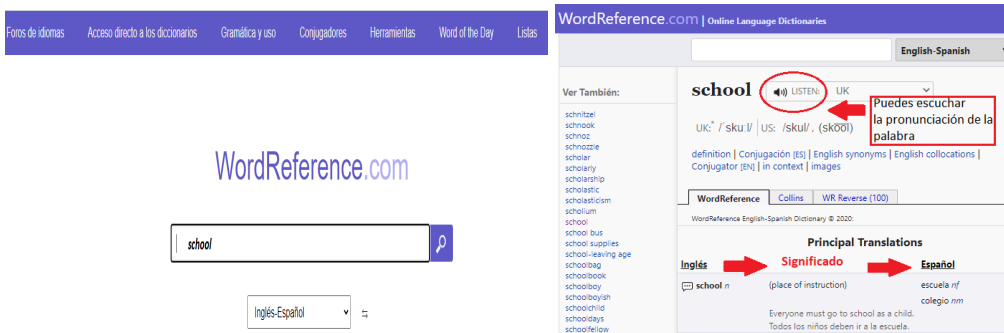 Foros de idiomas Acceso directo a los diccionarios Gramática y uso Conjugadores Herramientas Word of the Day Listas
WordReference.com
school
Inglés-Español
WordReference.com | Online Language Dictionaries
English-Spanish
Ver También:
schnitzel
schnook
schnoz
schnozzle
scholar
scholarly
scholarship
scholastic
scholasticism
scholium
school
school bus
school supplies
school-leaving age
schoolbag
schoolbook
schoolboy
schoolboyish
schoolchild
schooldays
schoolfellow
school LISTEN: UK
Puedes escuchar
la pronunciación de la
palabra
UK:* /ˈskuːl/ US: /skul/ , (sko͞ol)
definition | Conjugación [ES] | English synonyms | English collocations |
Conjugator [EN] | in context | images
WordReference Collins WR Reverse (100)
WordReference English-Spanish Dictionary © 2020:
Principal Translations
Inglés Significado Español
school n (place of instruction) escuela nf
colegio nm
Everyone must go to school as a child.
Todos los niños deben ir a la escuela.